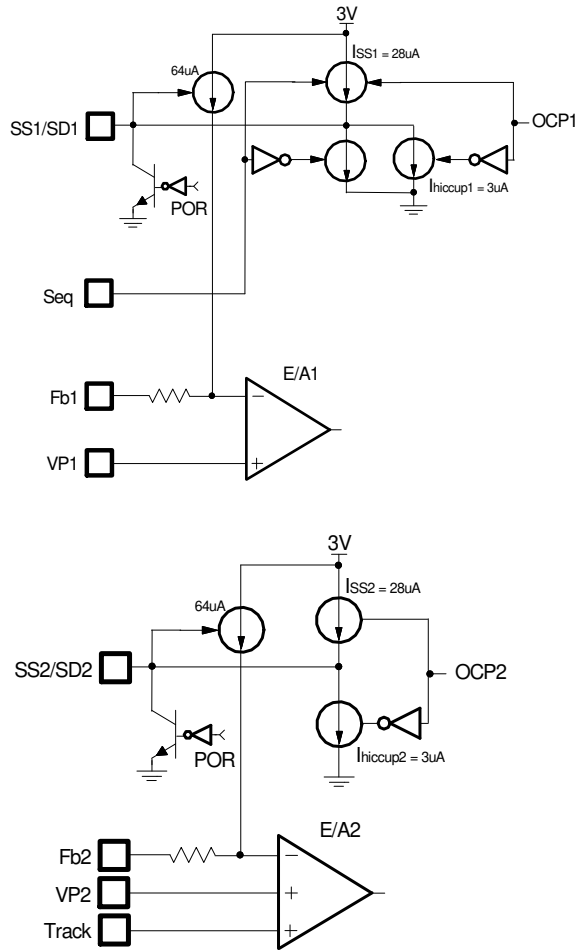 3V
ISS1 = 28uA
64uA
SS1/SD1
OCP1
Ihiccup1 = 3uA
POR
Seq
E/A1
Fb1
−
VP1
+
3V
ISS2 = 28uA
64uA
SS2/SD2
OCP2
POR
Ihiccup2 = 3uA
E/A2
Fb2
−
VP2
+
Track
+